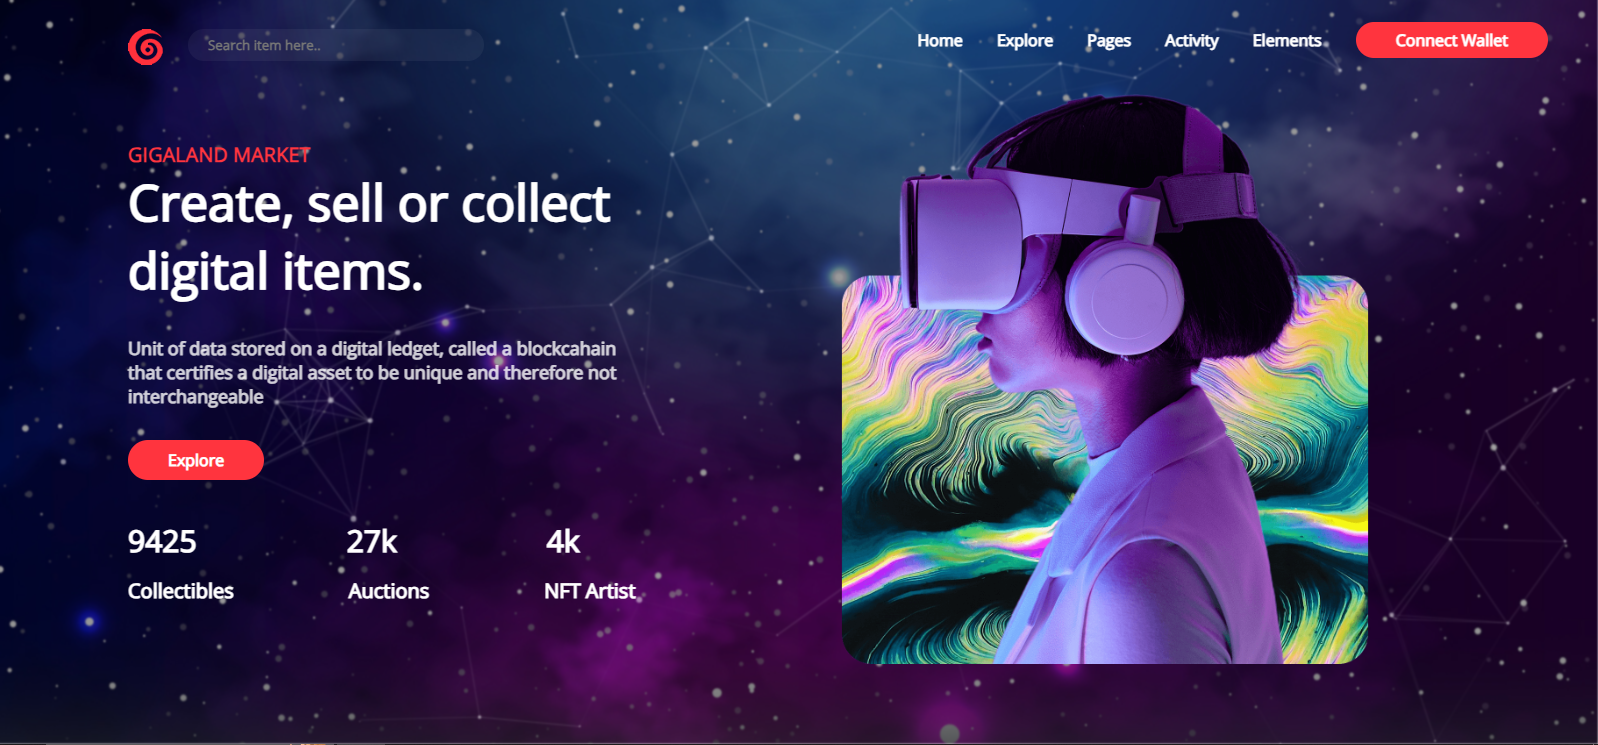 Search item here..
Home
Explore
Pages
Activity
Elements
Connect Wallet
GIGALAND MARKET
Create, sell or collect
digital items.
Unit of data stored on a digital ledget, called a blockcahain
that certifies a digital asset to be unique and therefore not
interchangeable
Explore
9425
27k
4k
Collectibles
Auctions
NFT Artist